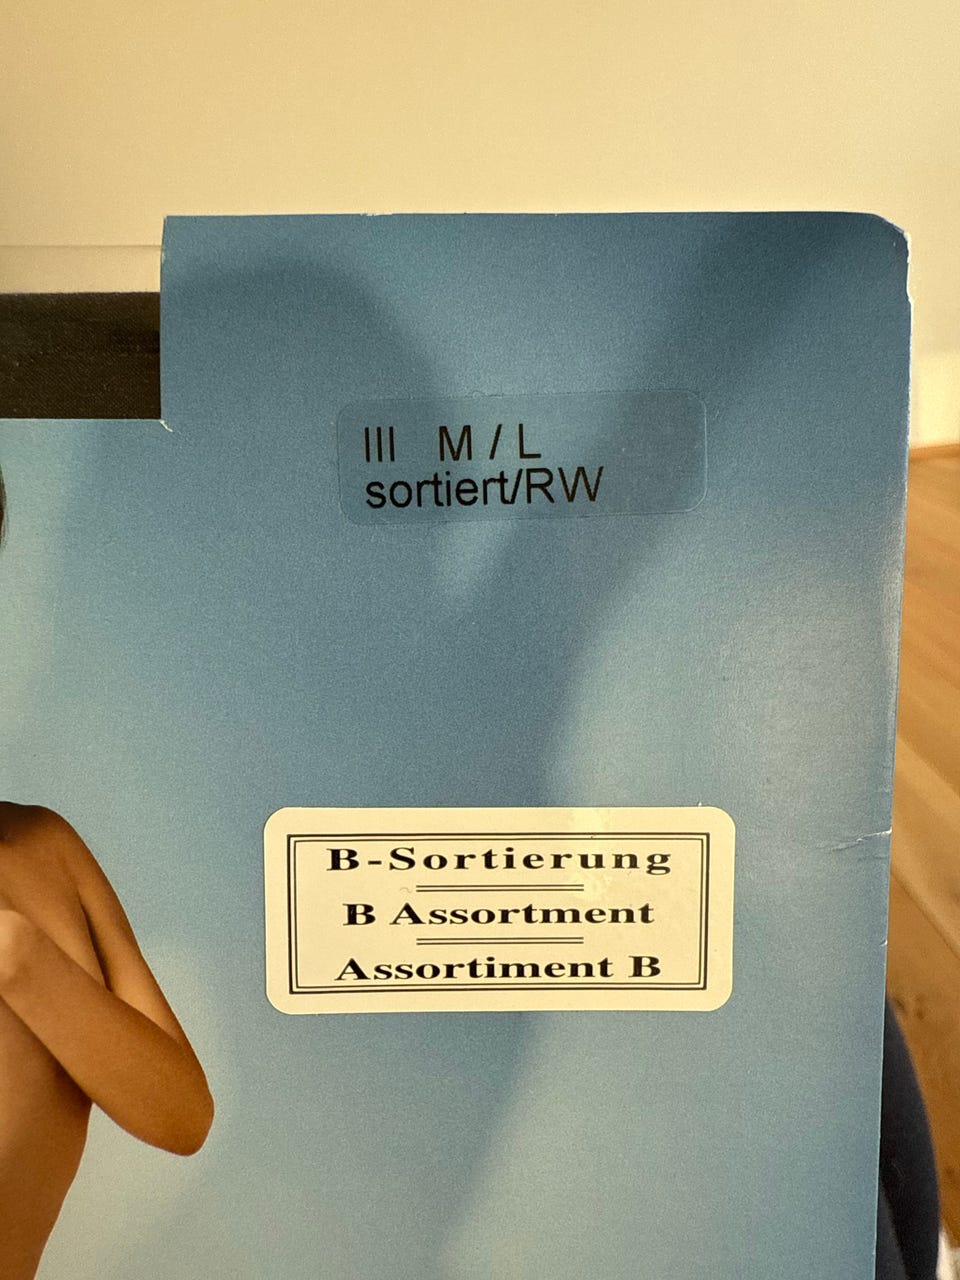 III M / L
sortiert/RW
B-Sortierung
B Assortment
Assortiment B